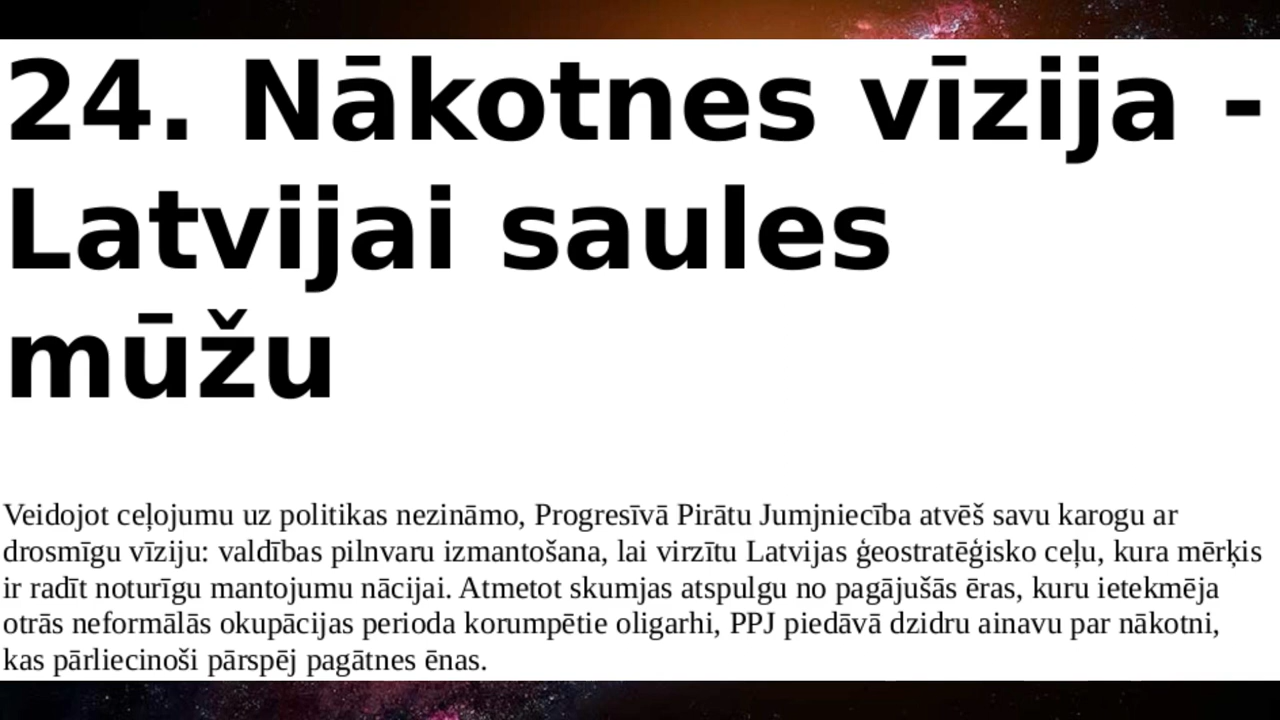 24. Nākotnes vīzija -
Latvijai saules
mūžu
Veidojot ceļojumu uz politikas nezināmo, Progresīvā Pirātu Jumjniecība atvēš savu karogu ar
drosmīgu vīziju: valdības pilnvaru izmantošana, lai virzītu Latvijas ģeostratēģisko ceļu, kura mērķis
ir radīt noturīgu mantojumu nācijai. Atmetot skumjas atspulgu no pagājušās ēras, kuru ietekmēja
otrās neformālās okupācijas perioda korumpētie oligarhi, PPJ piedāvā dzidru ainavu par nākotni,
kas pārliecinoši pārspēj pagātnes ēnas.